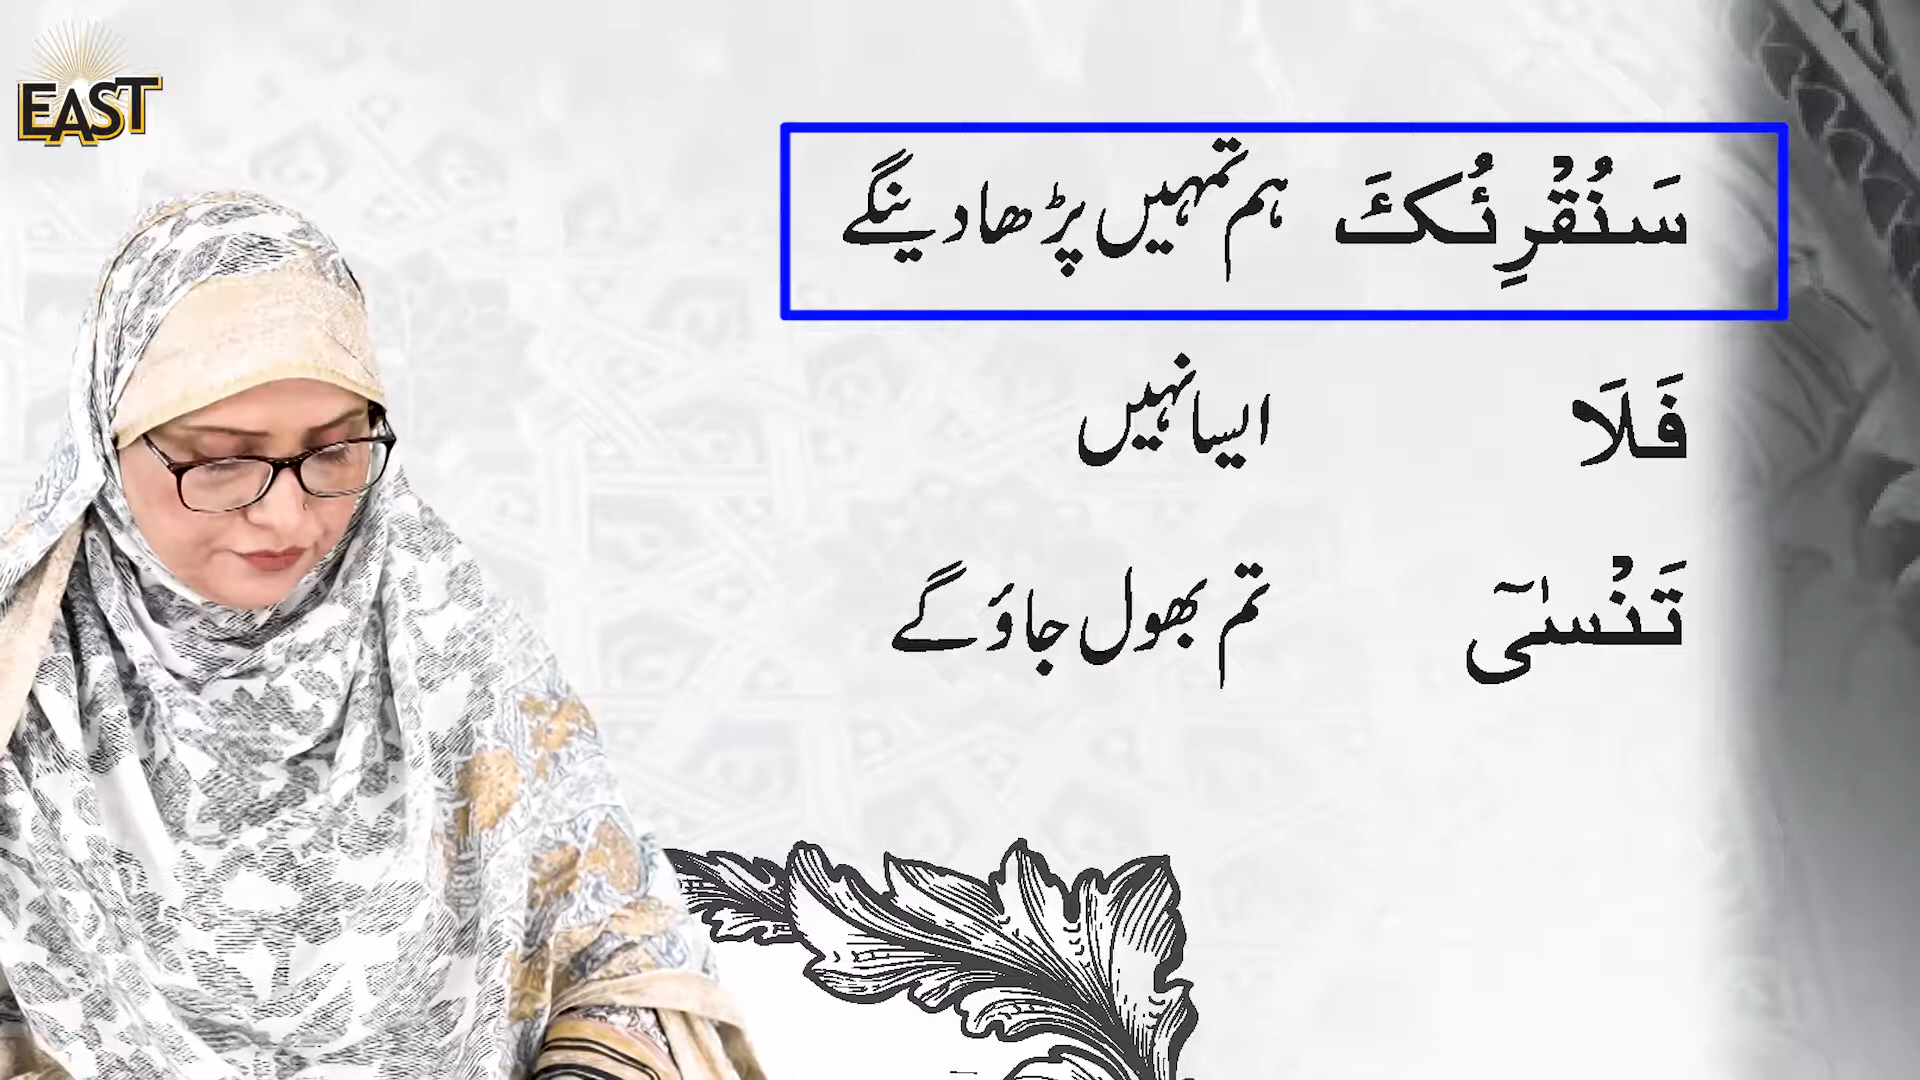 EAST
سَنُقْرِئُكَ ہم تمہیں پڑھا دینگے
فَلَا ایسا نہیں
تَنْسٰىٓ تم بھول جاؤ گے